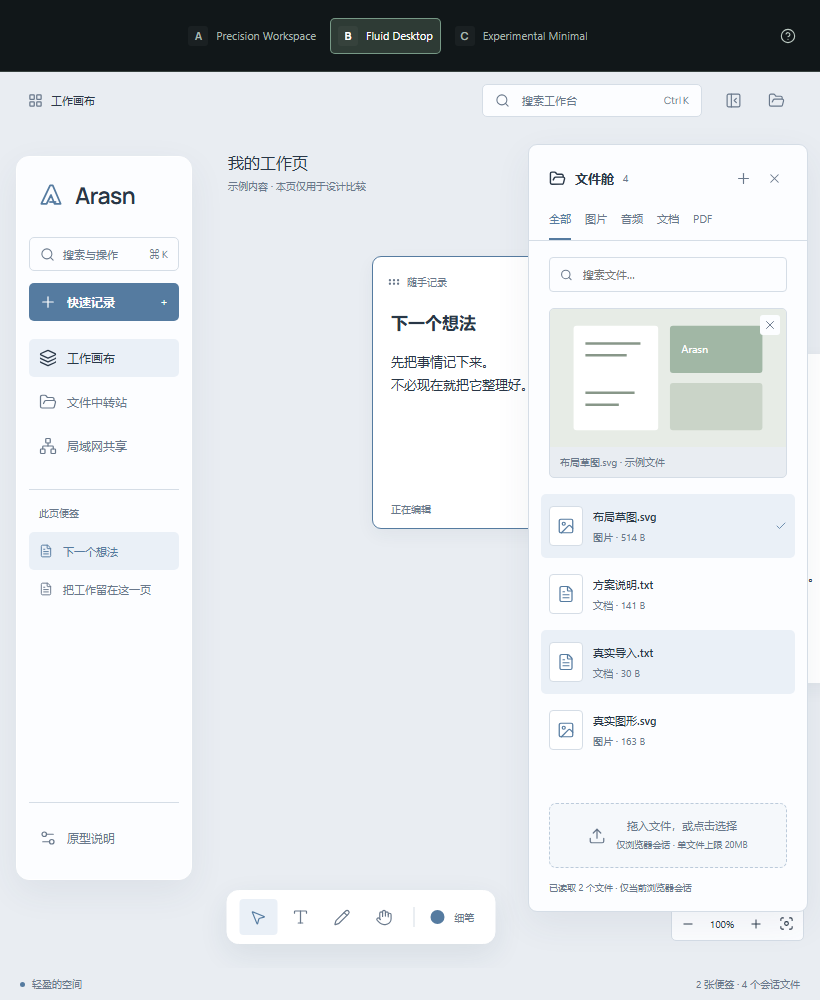 A Precision Workspace
B Fluid Desktop
C Experimental Minimal
工作画布
搜索工作台 Ctrl K
Arasn
搜索与操作 ⌘ K
快速记录 +
工作画布
文件中转站
局域网共享
此页便签
下一个想法
把工作留在这一页
原型说明
我的工作页
示例内容 · 本页仅用于设计比较
随手记录
下一个想法
先把事情记下来。
不必现在就把它整理好。
正在编辑
文件舱 4
全部 图片 音频 文档 PDF
搜索文件...
Arasn
布局草图.svg · 示例文件
布局草图.svg
图片 · 514 B
方案说明.txt
文档 · 141 B
真实导入.txt
文档 · 30 B
真实图形.svg
图片 · 163 B
拖入文件，或点击选择
仅浏览器会话 · 单文件上限 20MB
已读取 2 个文件 · 仅当前浏览器会话
。
细笔
100%
轻盈的空间
2 张便签 · 4 个会话文件